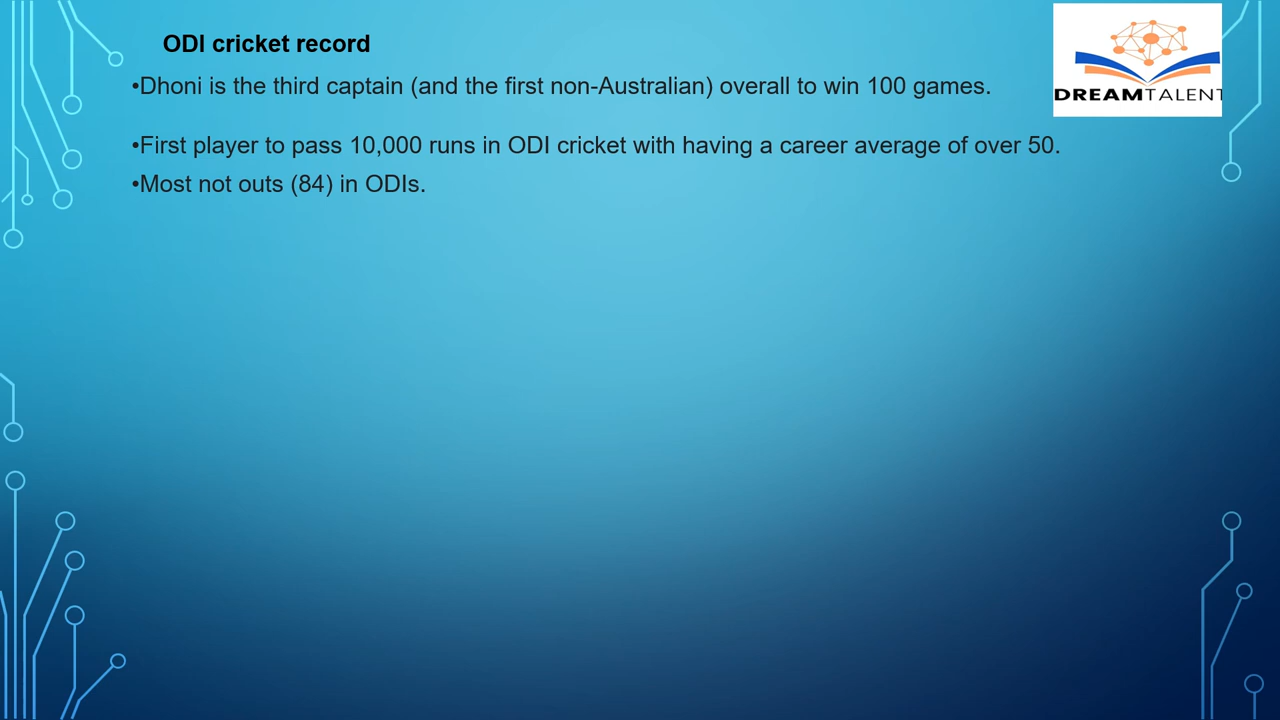 ODI cricket record
•Dhoni is the third captain (and the first non-Australian) overall to win 100 games.
•First player to pass 10,000 runs in ODI cricket with having a career average of over 50.
•Most not outs (84) in ODIs.
DREAMTALENT